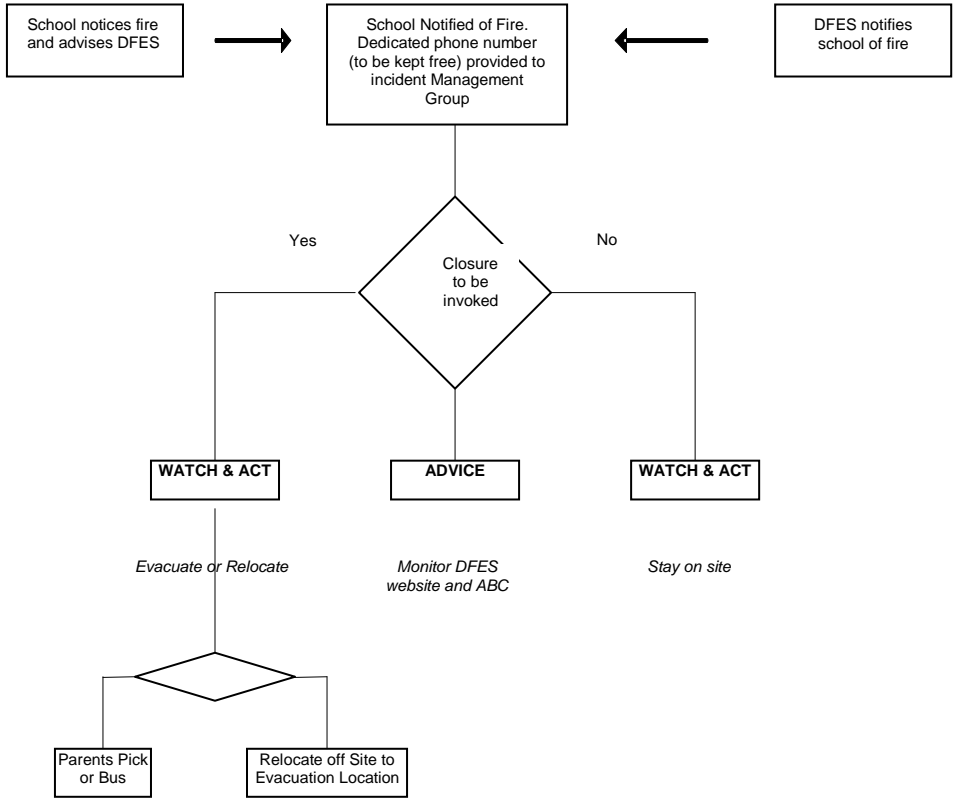 School notices fire
and advises DFES
School Notified of Fire.
Dedicated phone number
(to be kept free) provided to
incident Management
Group
DFES notifies
school of fire
Yes
No
Closure
to be
invoked
WATCH & ACT
ADVICE
WATCH & ACT
Evacuate or Relocate
Monitor DFES
website and ABC
Stay on site
Parents Pick
or Bus
Relocate off Site to
Evacuation Location